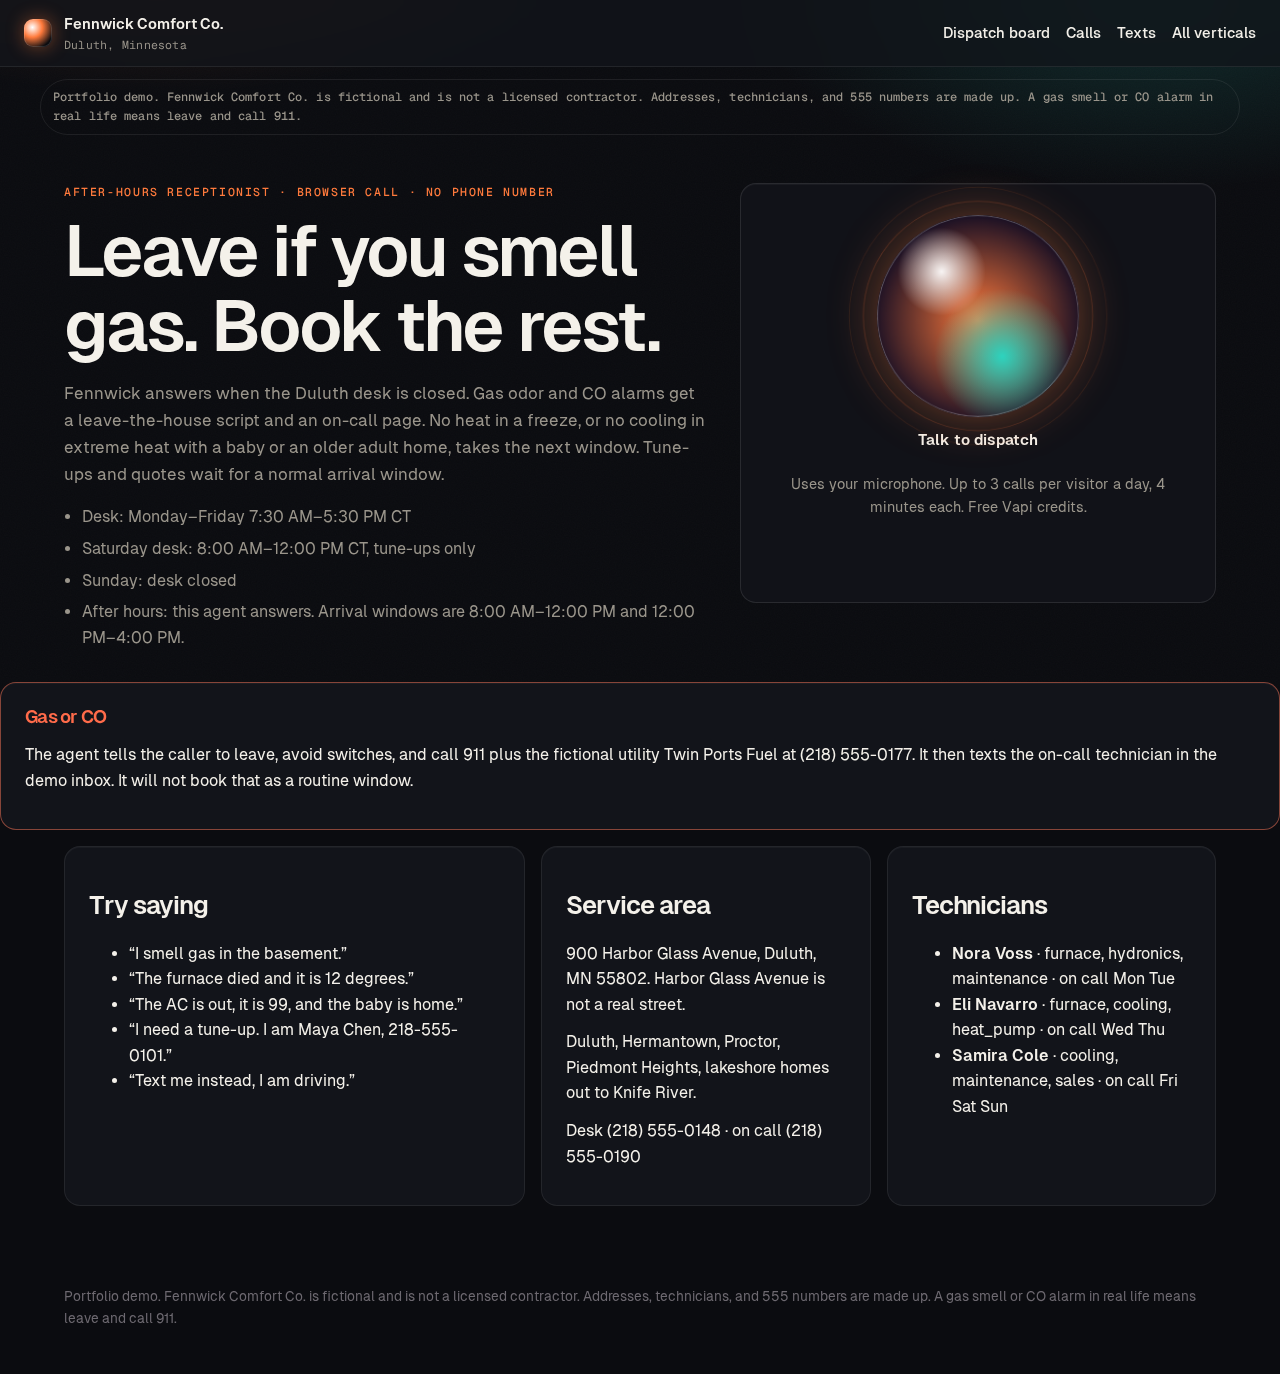 Fennwick Comfort Co.
Duluth, Minnesota
Dispatch board Calls Texts All verticals
Portfolio demo. Fennwick Comfort Co. is fictional and is not a licensed contractor. Addresses, technicians, and 555 numbers are made up. A gas smell or CO alarm in
real life means leave and call 911.
AFTER-HOURS RECEPTIONIST · BROWSER CALL · NO PHONE NUMBER
Leave if you smell
gas. Book the rest.
Fennwick answers when the Duluth desk is closed. Gas odor and CO alarms get
a leave-the-house script and an on-call page. No heat in a freeze, or no cooling in
extreme heat with a baby or an older adult home, takes the next window. Tune-
ups and quotes wait for a normal arrival window.
• Desk: Monday–Friday 7:30 AM–5:30 PM CT
• Saturday desk: 8:00 AM–12:00 PM CT, tune-ups only
• Sunday: desk closed
• After hours: this agent answers. Arrival windows are 8:00 AM–12:00 PM and 12:00
PM–4:00 PM.
Talk to dispatch
Uses your microphone. Up to 3 calls per visitor a day, 4
minutes each. Free Vapi credits.
Gas or CO
The agent tells the caller to leave, avoid switches, and call 911 plus the fictional utility Twin Ports Fuel at (218) 555-0177. It then texts the on-call technician in the
demo inbox. It will not book that as a routine window.
Try saying
• “I smell gas in the basement.”
• “The furnace died and it is 12 degrees.”
• “The AC is out, it is 99, and the baby is home.”
• “I need a tune-up. I am Maya Chen, 218-555-
0101.”
• “Text me instead, I am driving.”
Service area
900 Harbor Glass Avenue, Duluth,
MN 55802. Harbor Glass Avenue is
not a real street.
Duluth, Hermantown, Proctor,
Piedmont Heights, lakeshore homes
out to Knife River.
Desk (218) 555-0148 · on call (218)
555-0190
Technicians
• Nora Voss · furnace, hydronics,
maintenance · on call Mon Tue
• Eli Navarro · furnace, cooling,
heat_pump · on call Wed Thu
• Samira Cole · cooling,
maintenance, sales · on call Fri
Sat Sun
Portfolio demo. Fennwick Comfort Co. is fictional and is not a licensed contractor. Addresses, technicians, and 555 numbers are made up. A gas smell or CO alarm in real life means
leave and call 911.